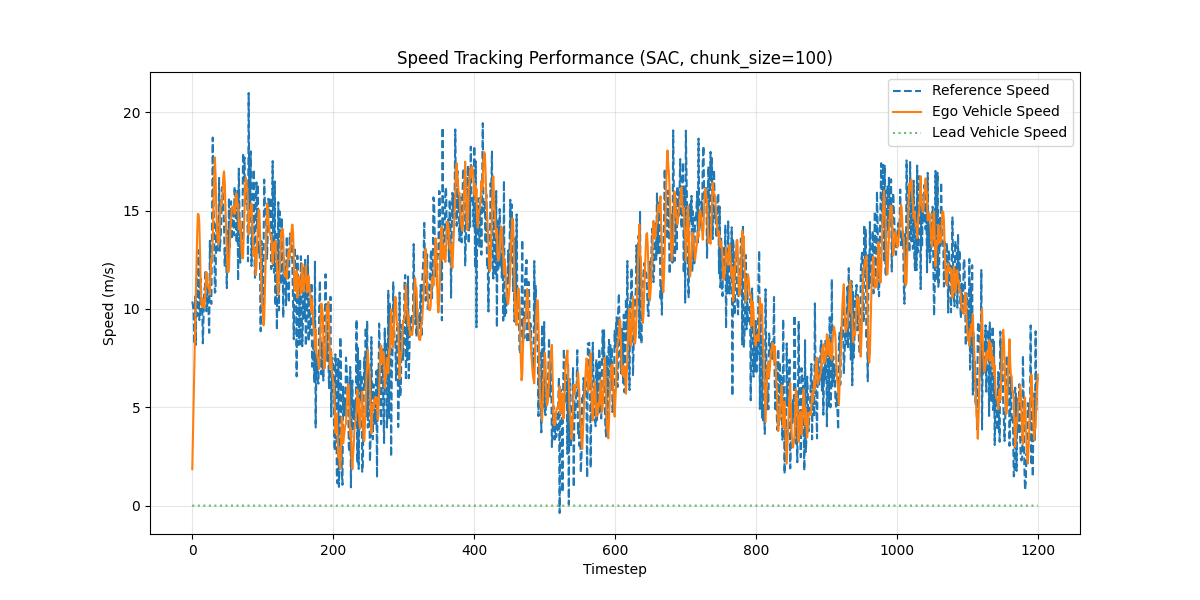 Speed Tracking Performance (SAC, chunk_size=100)
Reference Speed
Ego Vehicle Speed
Lead Vehicle Speed
Speed (m/s)
20
15
10
5
0
0 200 400 600 800 1000 1200
Timestep